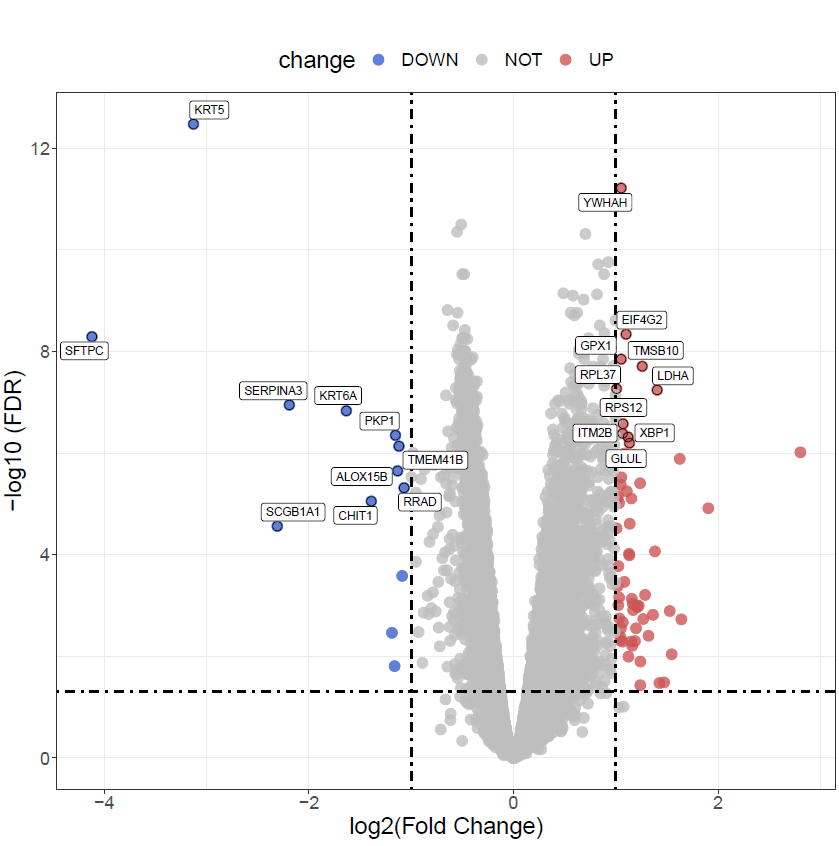 change DOWN NOT UP
KRT5
12
YWHAH
EIF4G2
SFTPC
8
GPX1
TMSB10
RPL37
LDHA
SERPINA3
KRT6A
RPS12
PKP1
ITM2B
XBP1
TMEM41B
GLUL
ALOX15B
RRAD
SCGB1A1
CHIT1
4
0
−4 −2 0 2
log2(Fold Change)
−log10 (FDR)